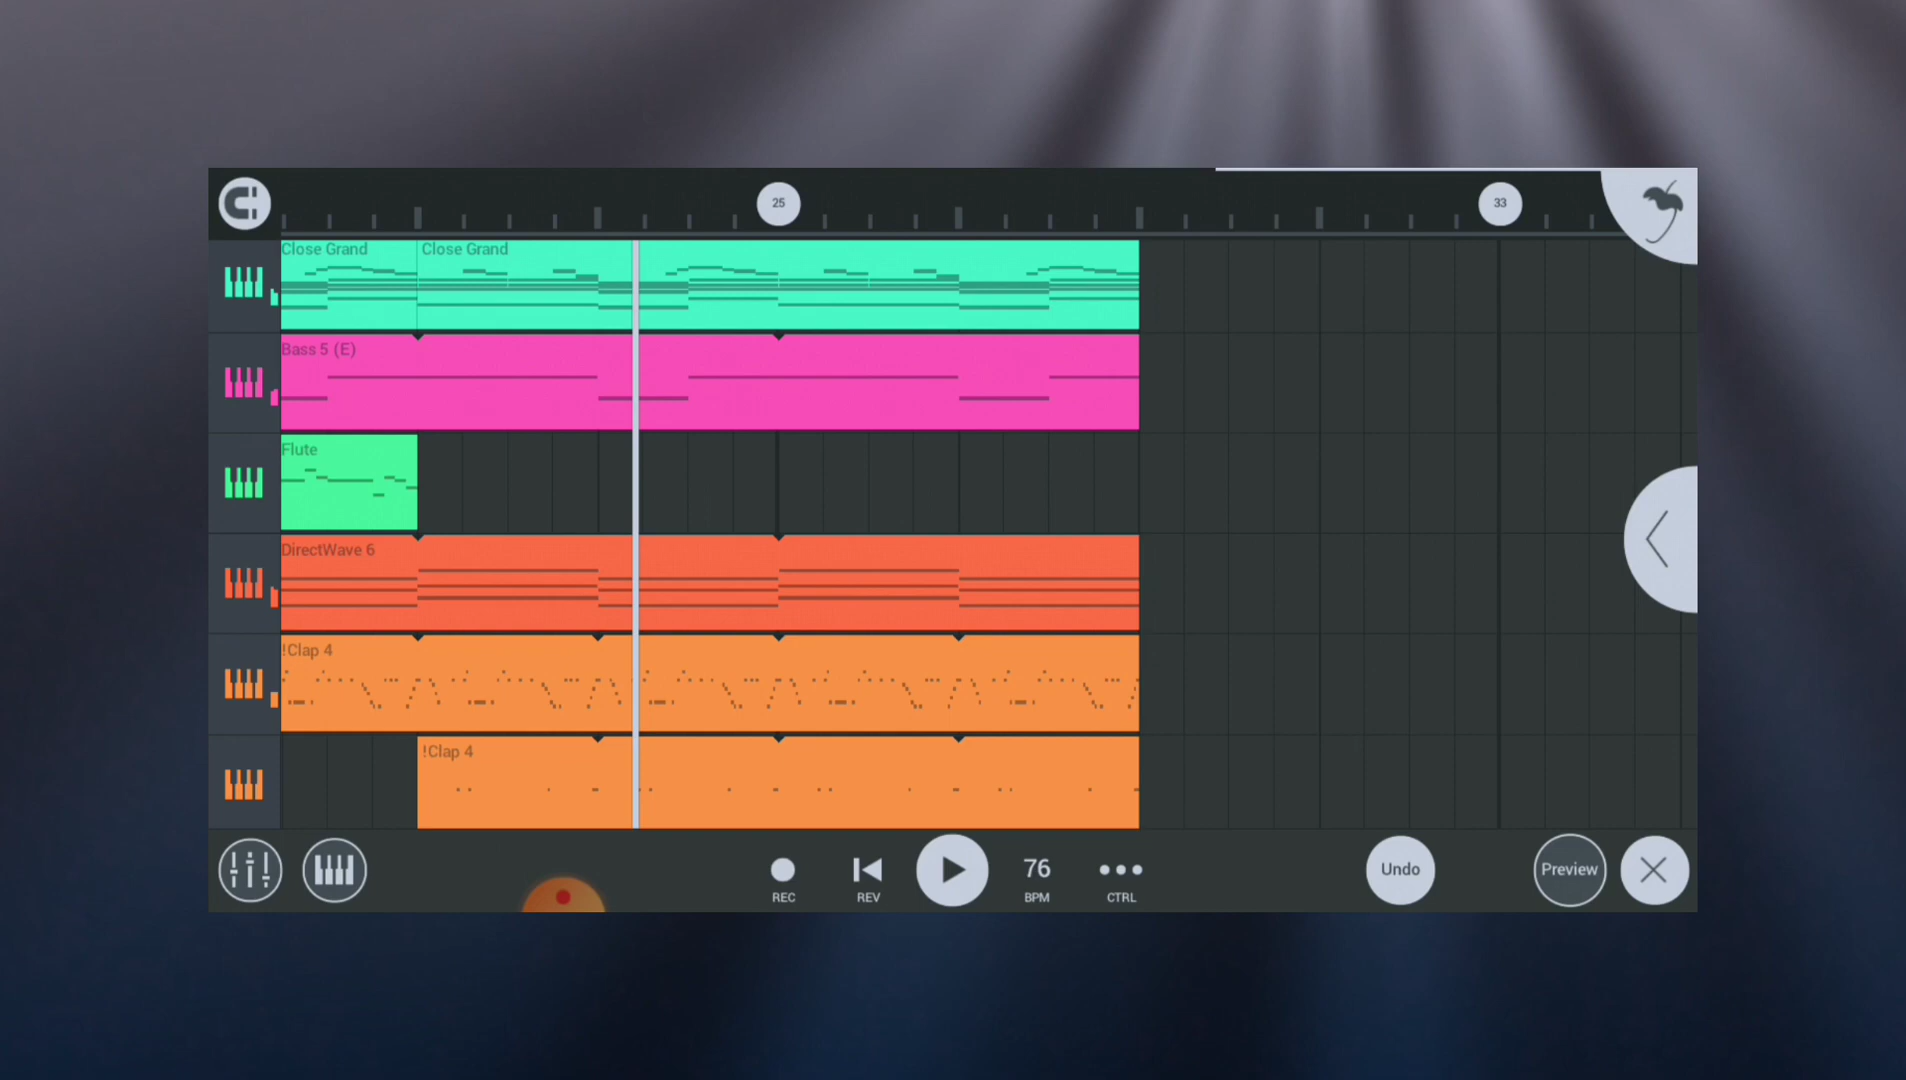 25
33
Close Grand
Close Grand
Bass 5 (E)
Flute
DirectWave 6
!Clap 4
!Clap 4
REC
REV
76
BPM
CTRL
Undo
Preview